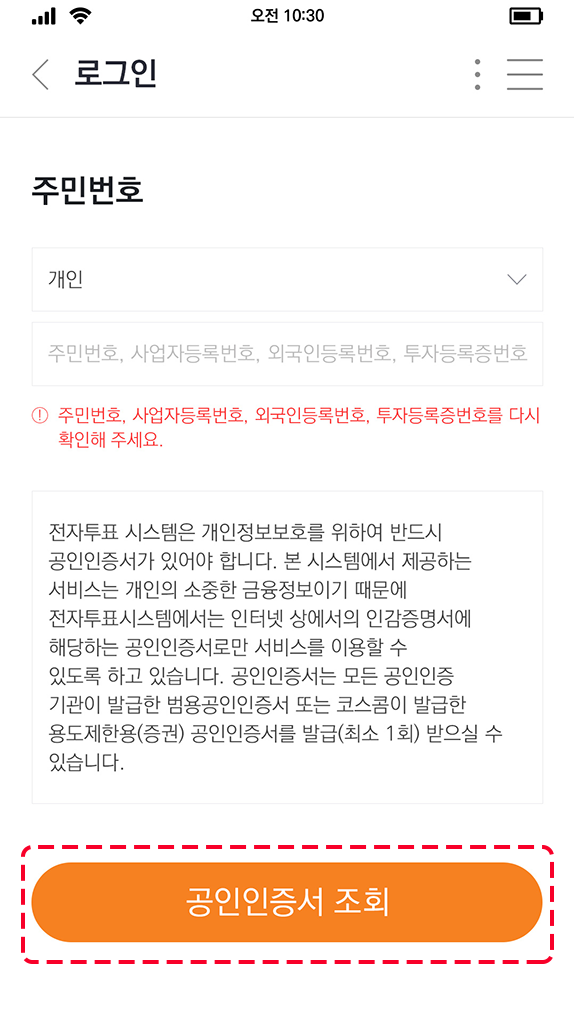 오전 10:30
로그인
주민번호
개인
주민번호, 사업자등록번호, 외국인등록번호, 투자등록증번호
주민번호, 사업자등록번호, 외국인등록번호, 투자등록증번호를 다시
확인해 주세요.
전자투표 시스템은 개인정보보호를 위하여 반드시
공인인증서가 있어야 합니다. 본 시스템에서 제공하는
서비스는 개인의 소중한 금융정보이기 때문에
전자투표시스템에서는 인터넷 상에서의 인감증명서에
해당하는 공인인증서로만 서비스를 이용할 수
있도록 하고 있습니다. 공인인증서는 모든 공인인증
기관이 발급한 범용공인인증서 또는 코스콤이 발급한
용도제한용(증권) 공인인증서를 발급(최소 1회) 받으실 수
있습니다.
공인인증서 조회